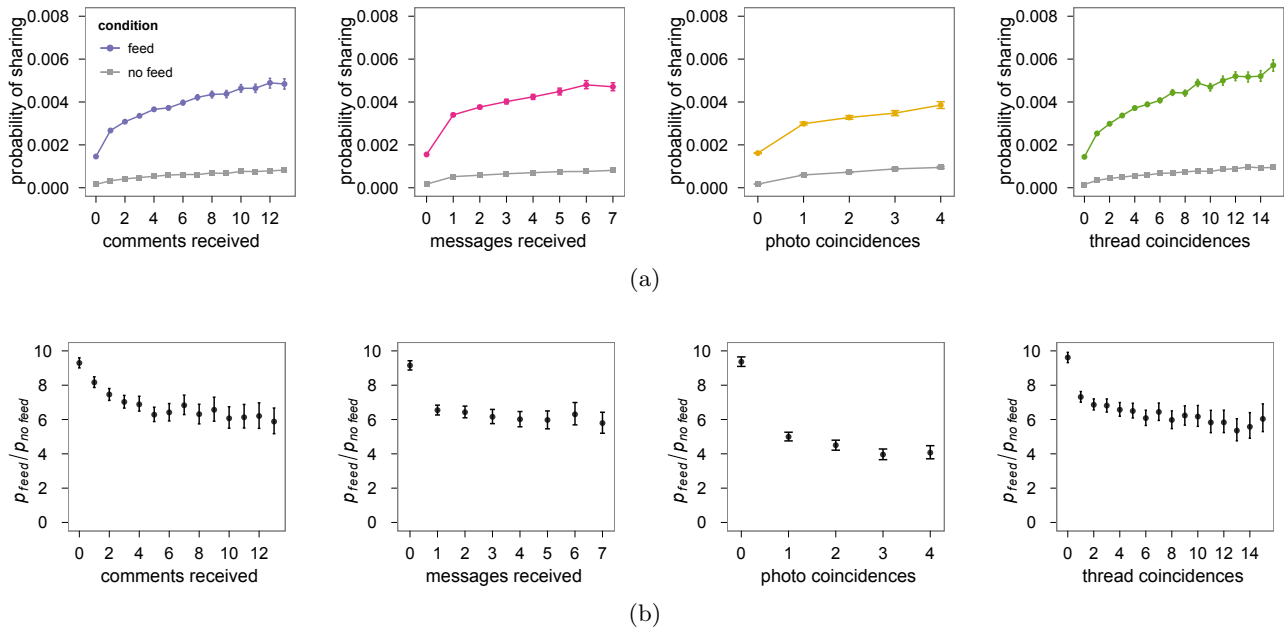 probability of sharing
0.008
0.006
0.004
0.002
0.000
condition
feed
no feed
0 2 4 6 8 10 12
comments received
probability of sharing
0.008
0.006
0.004
0.002
0.000
0 1 2 3 4 5 6 7
messages received
probability of sharing
0.008
0.006
0.004
0.002
0.000
0 1 2 3 4
photo coincidences
probability of sharing
0.008
0.006
0.004
0.002
0.000
0 2 4 6 8 10 12 14
thread coincidences
(a)
p feed / p no feed
10
8
6
4
2
0
0 2 4 6 8 10 12
comments received
p feed / p no feed
10
8
6
4
2
0
0 1 2 3 4 5 6 7
messages received
p feed / p no feed
10
8
6
4
2
0
0 1 2 3 4
photo coincidences
p feed / p no feed
10
8
6
4
2
0
0 2 4 6 8 10 12 14
thread coincidences
(b)